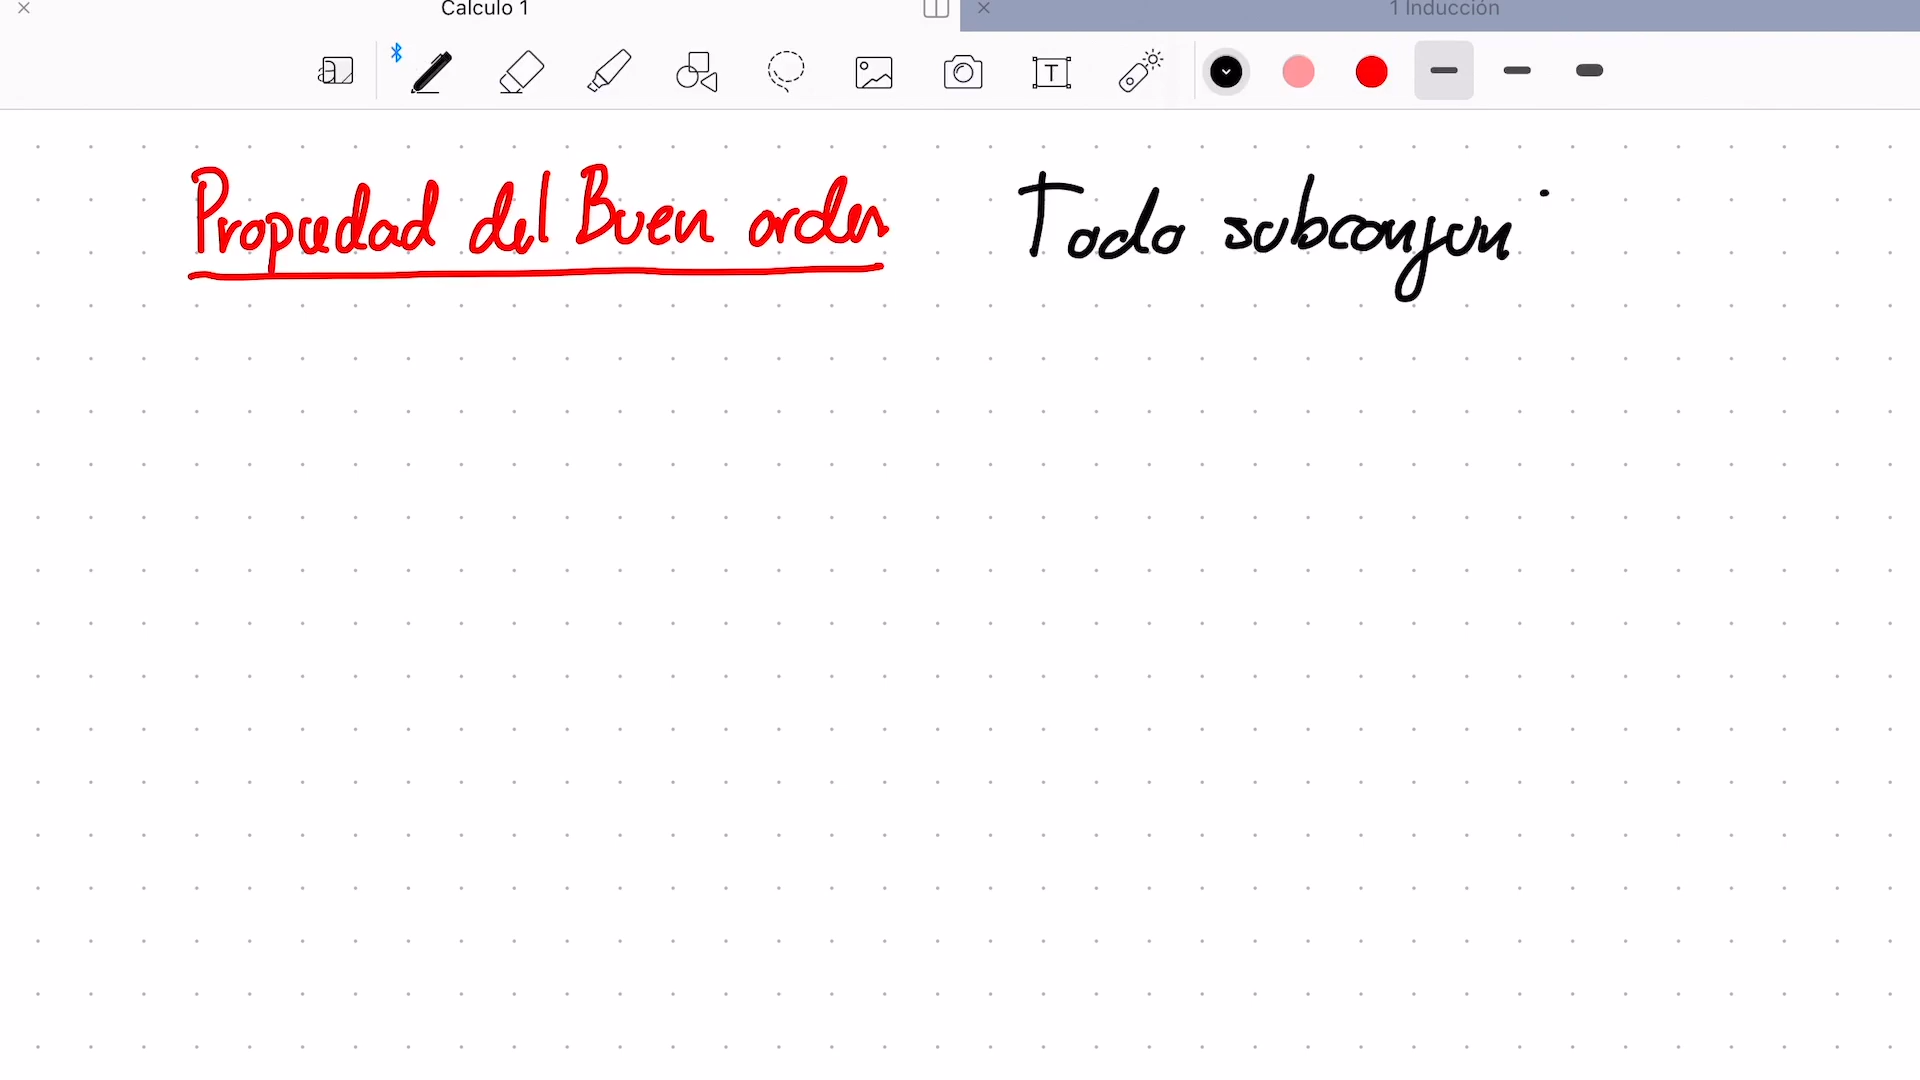 Calculo 1
1 Inducción
T
Propiedad del Buen orden
Todo subconjun